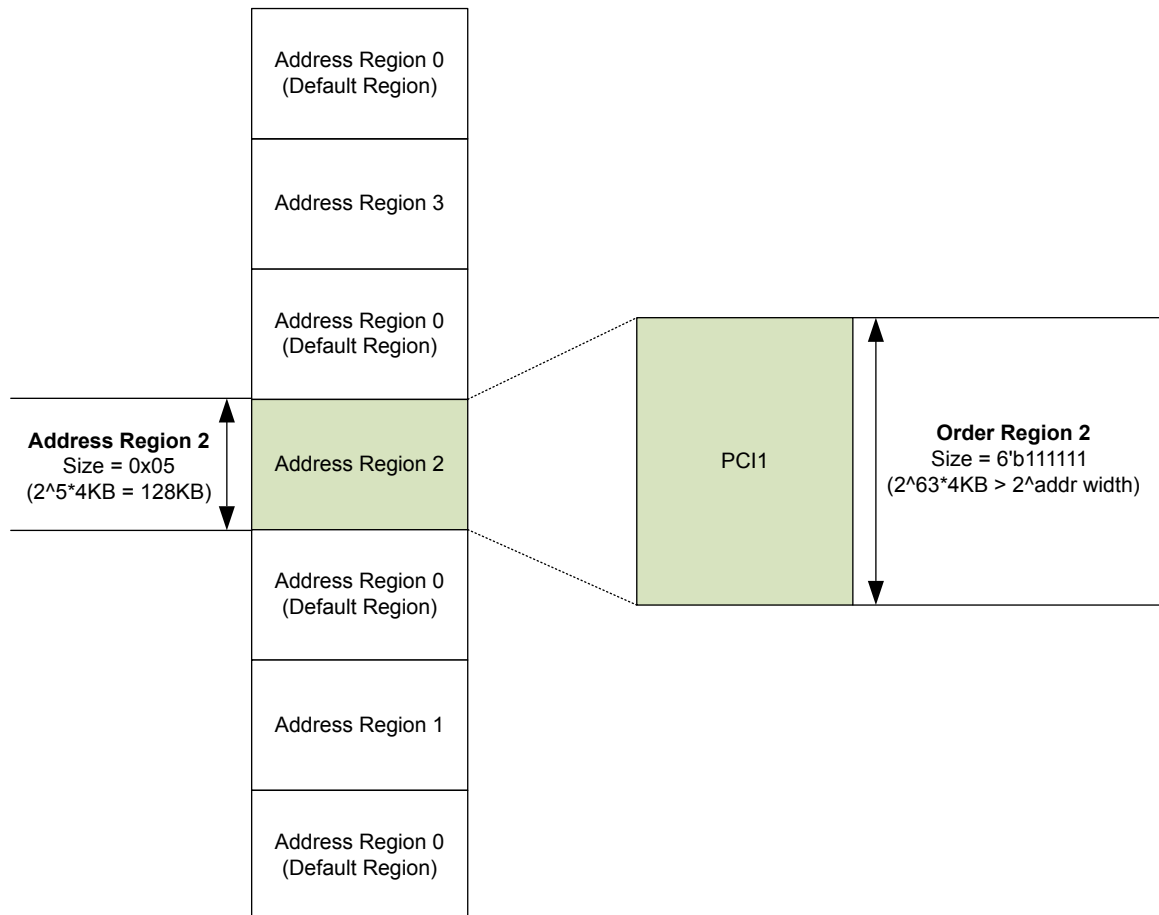 Address Region 0
(Default Region)
Address Region 3
Address Region 0
(Default Region)
Address Region 2
Size = 0x05
(2^5*4KB = 128KB)
Address Region 2
PCI1
Order Region 2
Size = 6'b111111
(2^63*4KB > 2^addr width)
Address Region 0
(Default Region)
Address Region 1
Address Region 0
(Default Region)